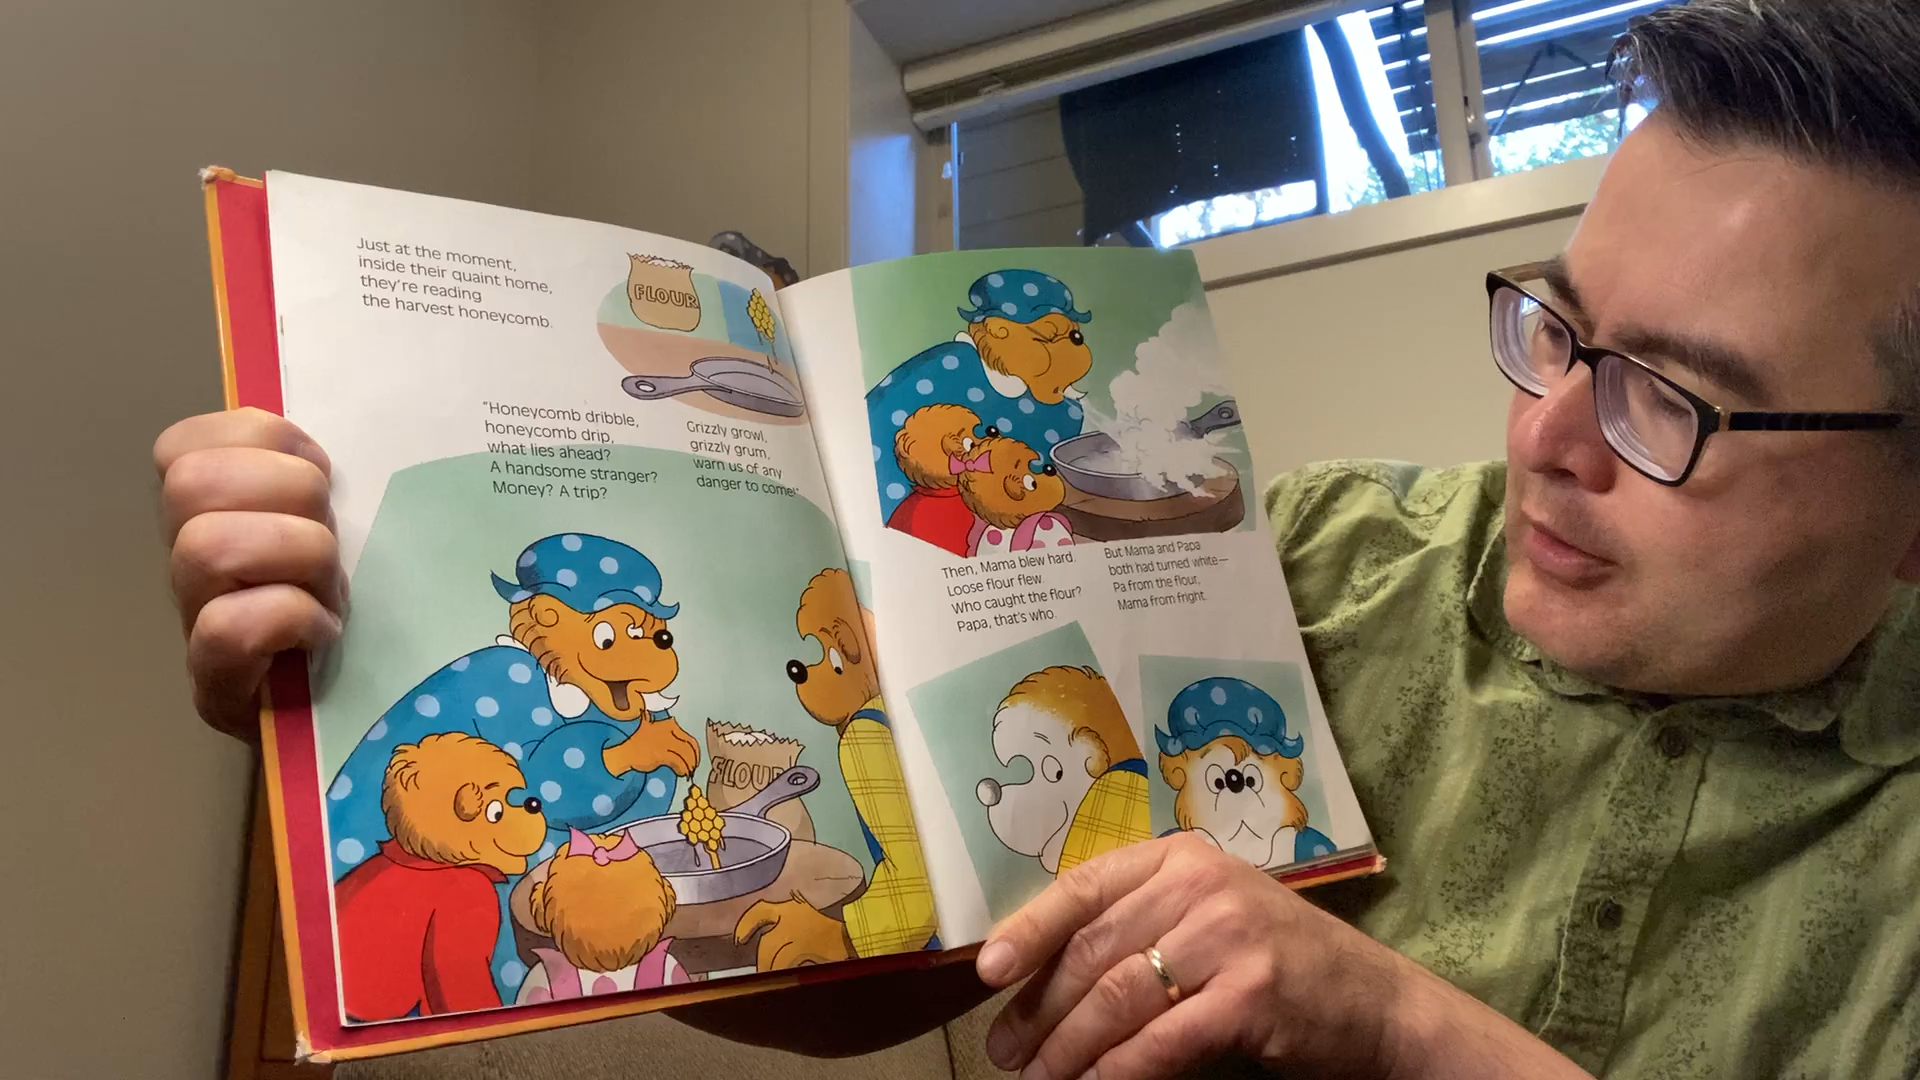 Just at the moment,
inside their quaint home,
they're reading
the harvest honeycomb.
FLOUR
"Honeycomb dribble,
honeycomb drip,
what lies ahead?
A handsome stranger?
Money? A trip?
Grizzly growl,
grizzly grum,
warn us of any
danger to come!"
FLOUR
Then, Mama blew hard.
Loose flour flew.
Who caught the flour?
Papa, that's who.
But Mama and Papa
both had turned white—
Pa from the flour,
Mama from fright.